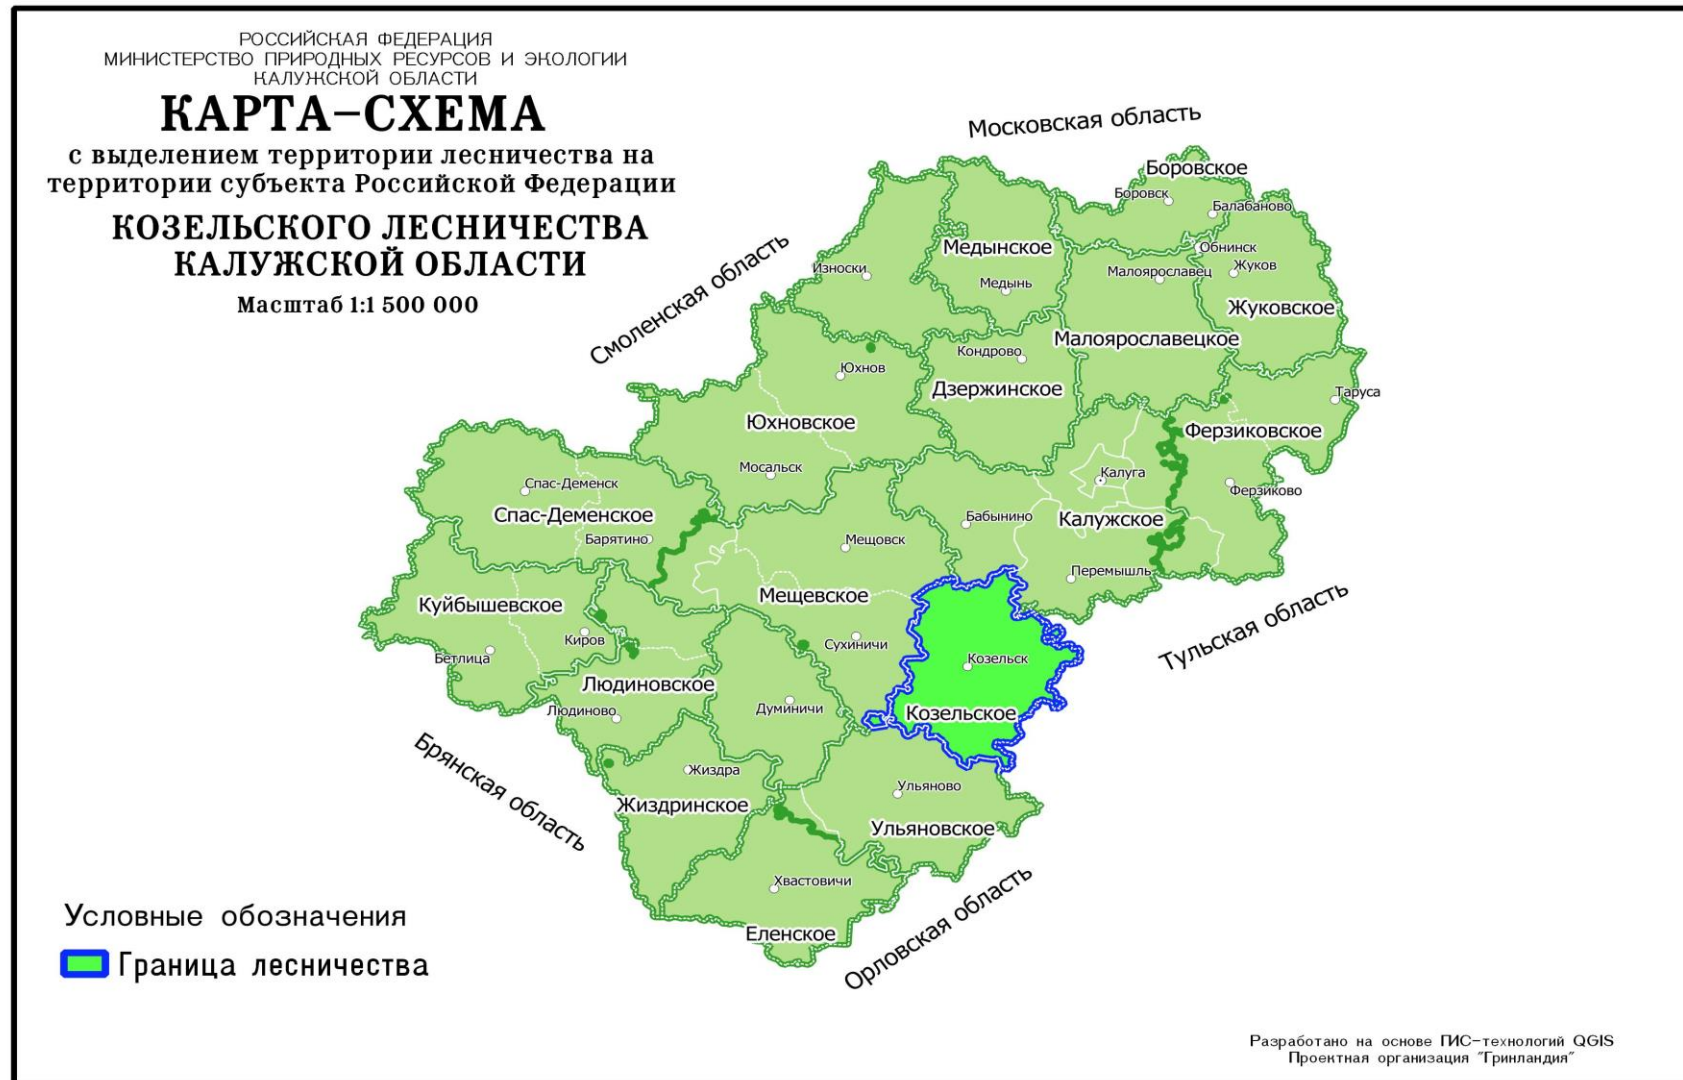 РОССИЙСКАЯ ФЕДЕРАЦИЯ
МИНИСТЕРСТВО ПРИРОДНЫХ РЕСУРСОВ И ЭКОЛОГИИ
КАЛУЖСКОЙ ОБЛАСТИ
КАРТА-СХЕМА
с выделением территории лесничества на
территории субъекта Российской Федерации
КОЗЕЛЬСКОГО ЛЕСНИЧЕСТВА
КАЛУЖСКОЙ ОБЛАСТИ
Масштаб 1:1 500 000
Московская область
Смоленская область
Боровское
Боровск
Балабаново
Обнинск
Медынское
Износки
Медынь
Малоярославец
Жуков
Жуковское
Малоярославецкое
Кондрово
Юхнов
Дзержинское
Таруса
Юхновское
Ферзиковское
Мосальск
Калуга
Спас-Деменск
Ферзиково
Спас-Деменское
Бабынино
Калужское
Барятино
Мещовск
Перемышль
Мещевское
Куйбышевское
Киров
Сухиничи
Тульская область
Бетлица
Козельск
Людиновское
Людиново
Думиничи
Козельское
Брянская область
Жиздра
Ульяново
Жиздринское
Ульяновское
Хвастовичи
Еленское
Орловская область
Условные обозначения
Граница лесничества
Разработано на основе ГИС-технологий QGIS
Проектная организация "Гринландия"